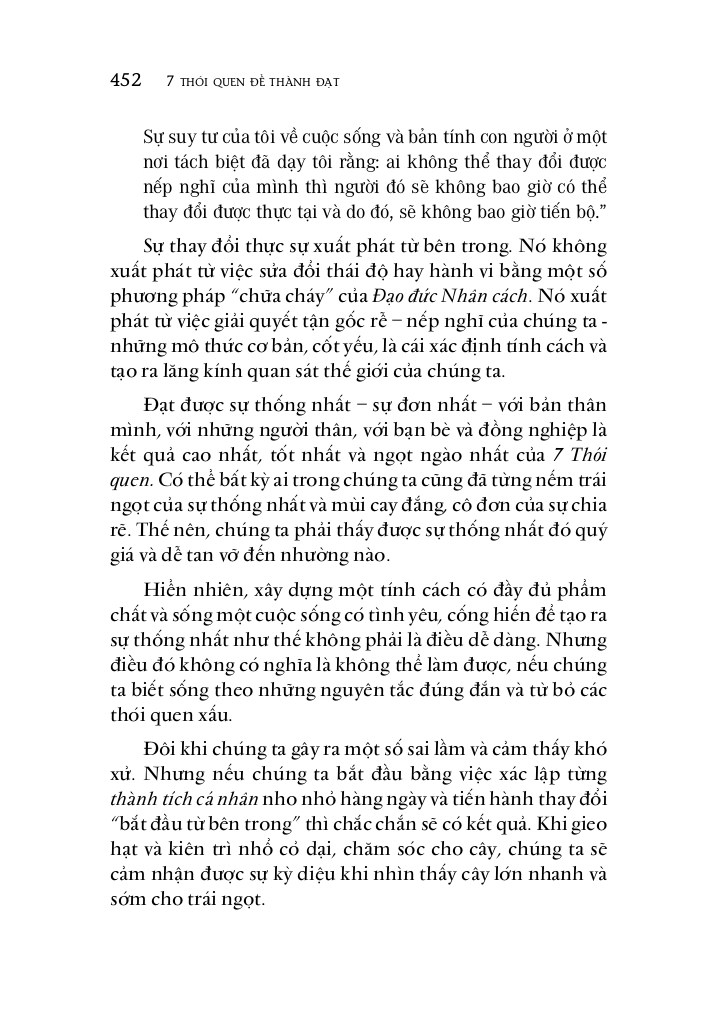 452 7 THÓI QUEN ĐỂ THÀNH ĐẠT
Sự suy tư của tôi về cuộc sống và bản tính con người ở một
nơi tách biệt đã dạy tôi rằng: ai không thể thay đổi được
nếp nghĩ của mình thì người đó sẽ không bao giờ có thể
thay đổi được thực tại và do đó, sẽ không bao giờ tiến bộ.”
Sự thay đổi thực sự xuất phát từ bên trong. Nó không
xuất phát từ việc sửa đổi thái độ hay hành vi bằng một số
phương pháp “chữa cháy” của Đạo đức Nhân cách. Nó xuất
phát từ việc giải quyết tận gốc rễ – nếp nghĩ của chúng ta -
những mô thức cơ bản, cốt yếu, là cái xác định tính cách và
tạo ra lăng kính quan sát thế giới của chúng ta.
Đạt được sự thống nhất – sự đơn nhất – với bản thân
mình, với những người thân, với bạn bè và đồng nghiệp là
kết quả cao nhất, tốt nhất và ngọt ngào nhất của 7 Thói
quen. Có thể bất kỳ ai trong chúng ta cũng đã từng nếm trái
ngọt của sự thống nhất và mùi cay đắng, cô đơn của sự chia
rẽ. Thế nên, chúng ta phải thấy được sự thống nhất đó quý
giá và dễ tan vỡ đến nhường nào.
Hiển nhiên, xây dựng một tính cách có đầy đủ phẩm
chất và sống một cuộc sống có tình yêu, cống hiến để tạo ra
sự thống nhất như thế không phải là điều dễ dàng. Nhưng
điều đó không có nghĩa là không thể làm được, nếu chúng
ta biết sống theo những nguyên tắc đúng đắn và từ bỏ các
thói quen xấu.
Đôi khi chúng ta gây ra một số sai lầm và cảm thấy khó
xử. Nhưng nếu chúng ta bắt đầu bằng việc xác lập từng
thành tích cá nhân nho nhỏ hàng ngày và tiến hành thay đổi
“bắt đầu từ bên trong” thì chắc chắn sẽ có kết quả. Khi gieo
hạt và kiên trì nhổ cỏ dại, chăm sóc cho cây, chúng ta sẽ
cảm nhận được sự kỳ diệu khi nhìn thấy cây lớn nhanh và
sớm cho trái ngọt.